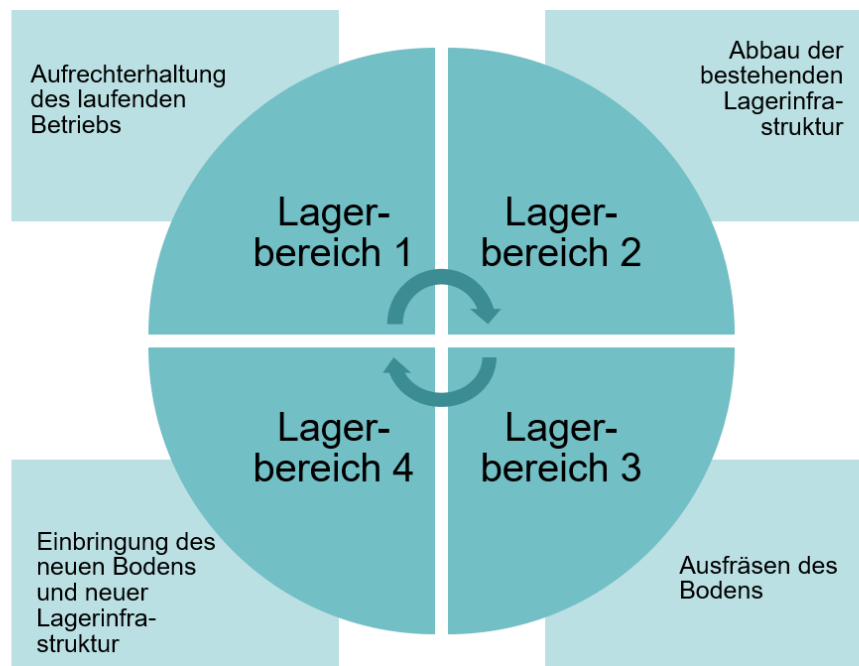 Aufrechterhaltung
des laufenden
Betriebs
Abbau der
bestehenden
Lagerinfra-
struktur
Lager-
bereich 1
Lager-
bereich 2
Lager-
bereich 4
Lager-
bereich 3
Einbringung des
neuen Bodens
und neuer
Lagerinfra-
struktur
Ausfräsen des
Bodens